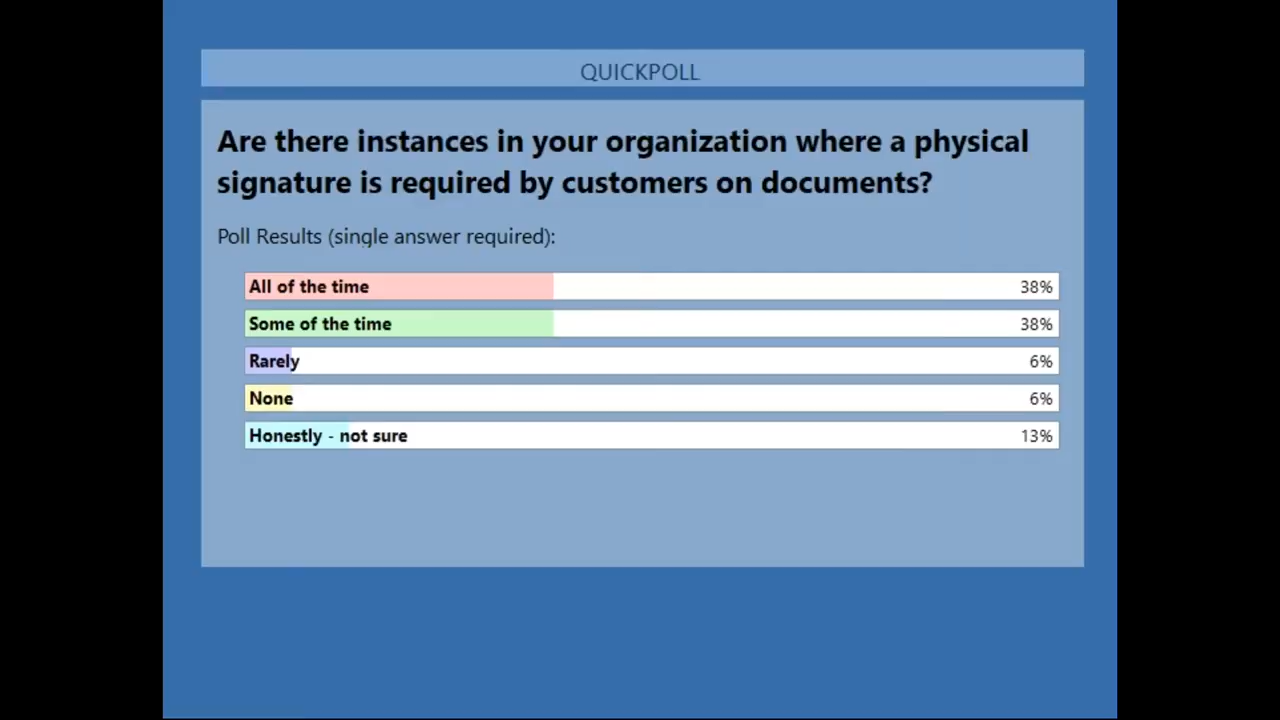 QUICKPOLL
Are there instances in your organization where a physical
signature is required by customers on documents?
Poll Results (single answer required):
All of the time 38%
Some of the time 38%
Rarely 6%
None 6%
Honestly - not sure 13%